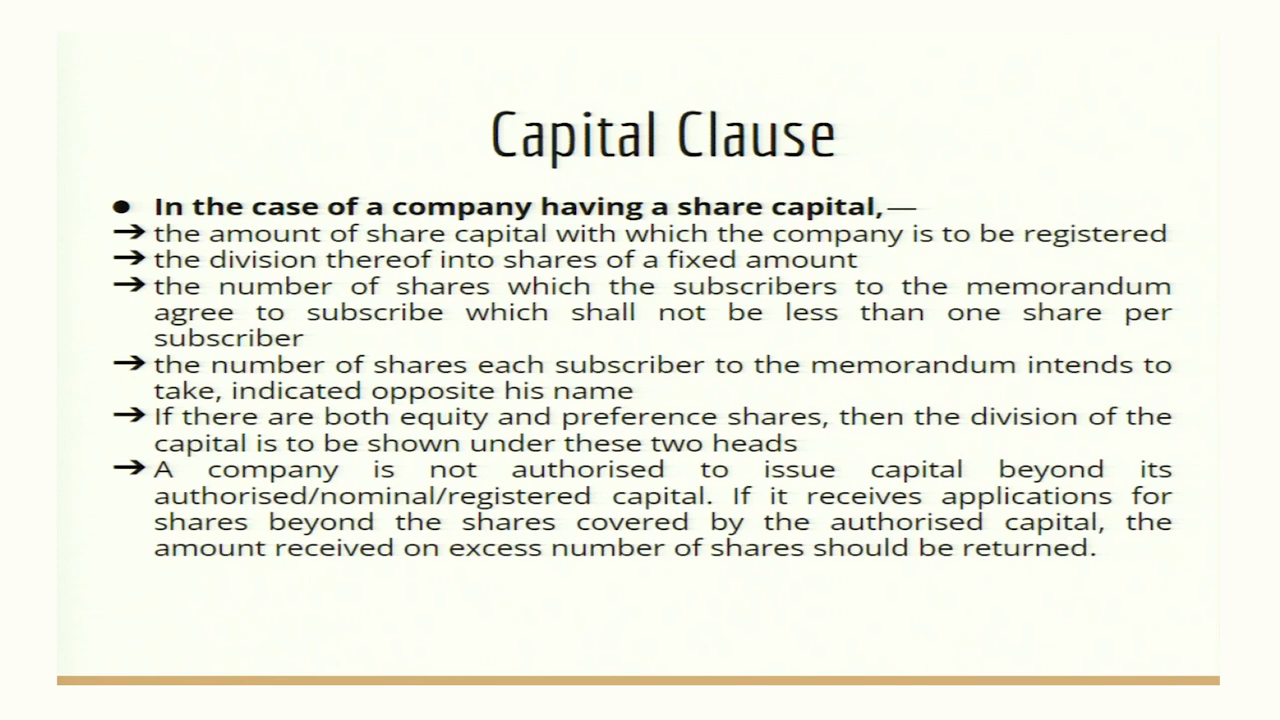 Capital Clause
● In the case of a company having a share capital,—
➔ the amount of share capital with which the company is to be registered
➔ the division thereof into shares of a fixed amount
➔ the number of shares which the subscribers to the memorandum
agree to subscribe which shall not be less than one share per
subscriber
➔ the number of shares each subscriber to the memorandum intends to
take, indicated opposite his name
➔ If there are both equity and preference shares, then the division of the
capital is to be shown under these two heads
➔ A company is not authorised to issue capital beyond its
authorised/nominal/registered capital. If it receives applications for
shares beyond the shares covered by the authorised capital, the
amount received on excess number of shares should be returned.